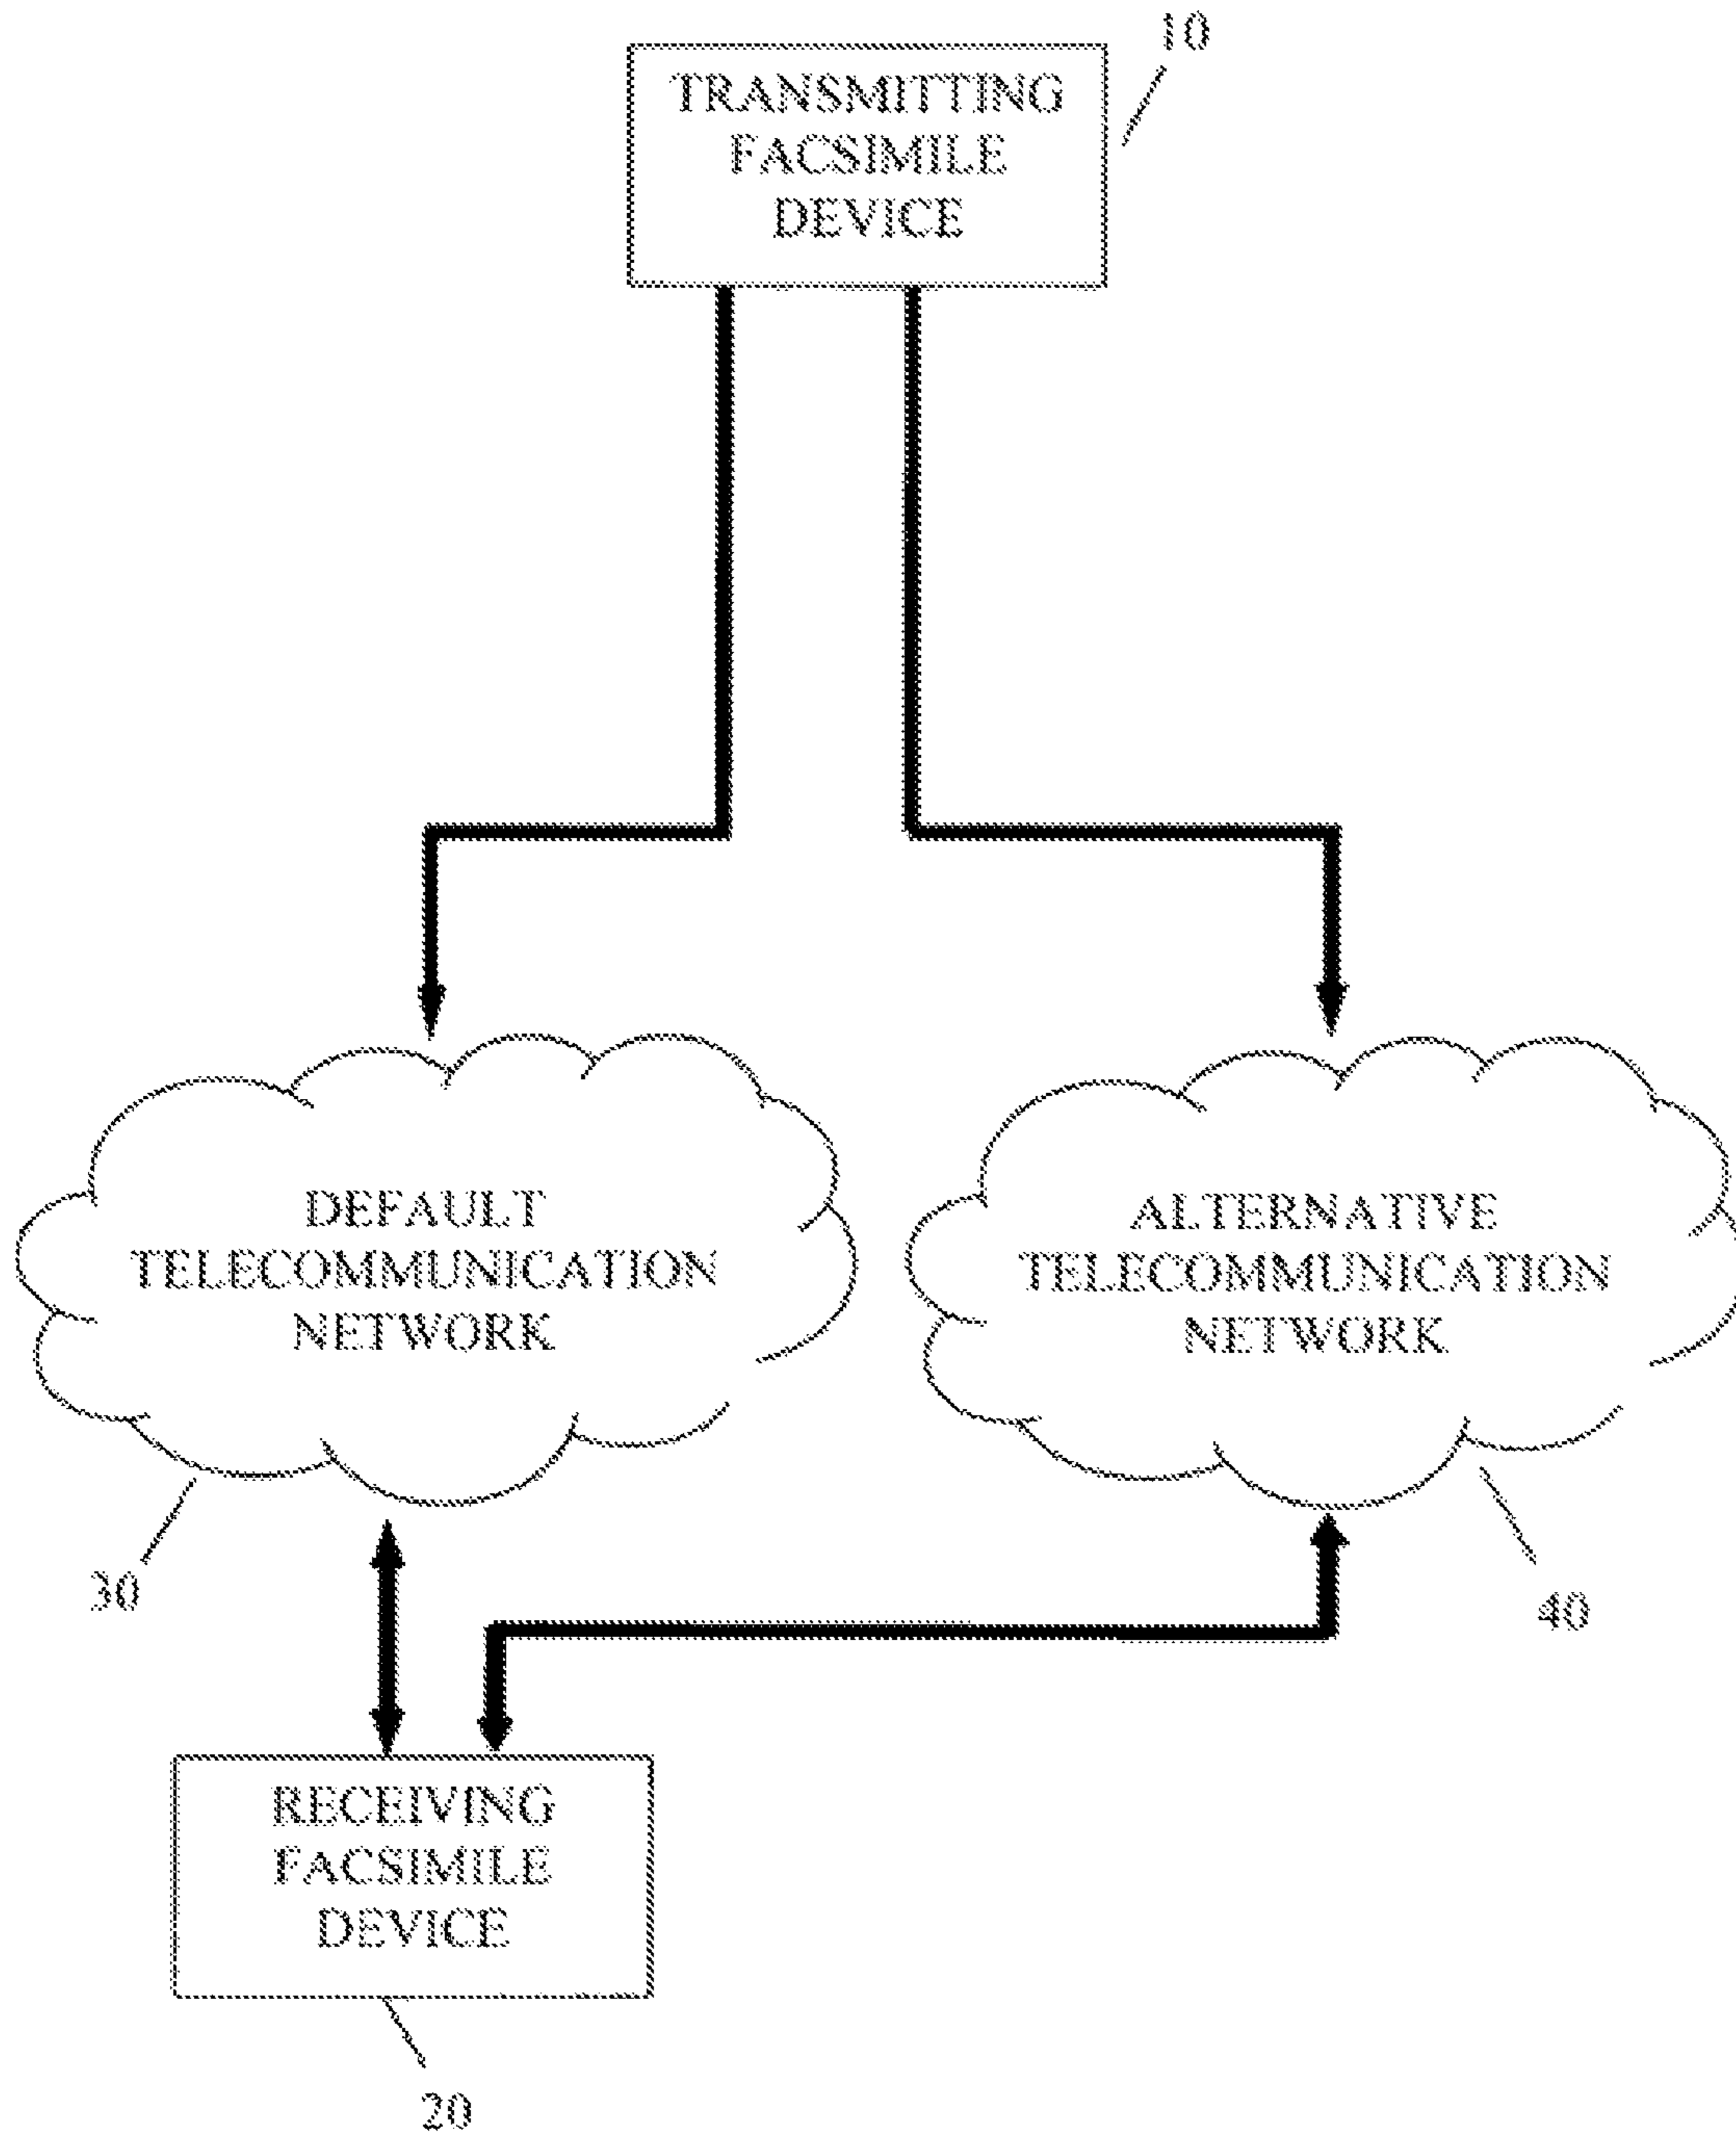 10
TRANSMITTING
FACSIMILE
DEVICE
DEFAULT
TELECOMMUNICATION
NETWORK
ALTERNATIVE
TELECOMMUNICATION
NETWORK
30
40
RECEIVING
FACSIMILE
DEVICE
20